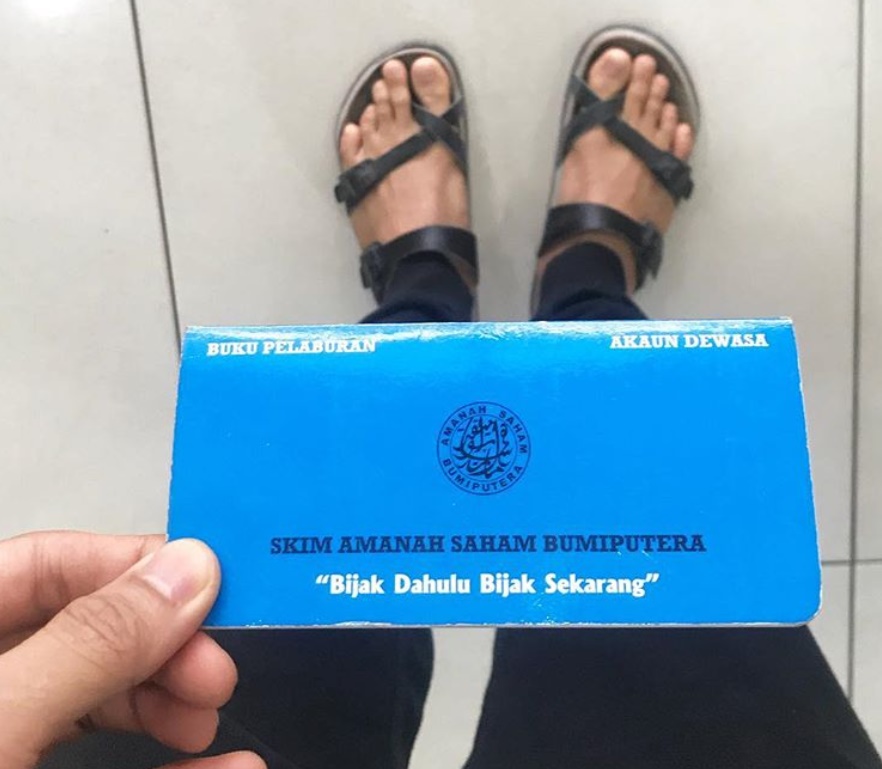 BUKU PELABURAN
AKAUN DEWASA
AMANAH SAHAM
BUMIPUTERA
SKIM AMANAH SAHAM BUMIPUTERA
“Bijak Dahulu Bijak Sekarang”